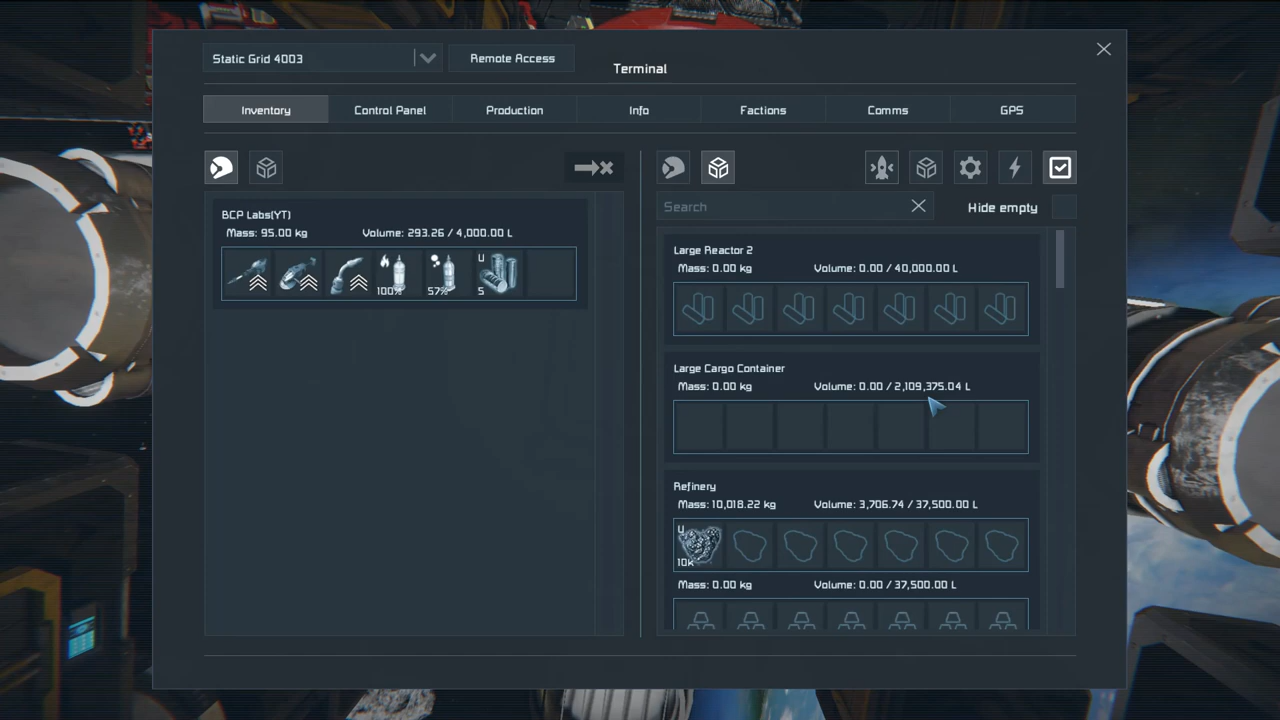 Static Grid 4003
Remote Access
Terminal
Inventory
Control Panel
Production
Info
Factions
Comms
GPS
BCP Labs(YT)
Mass: 95.00 kg
Volume: 293.26 / 4,000.00 L
100%
57%
U
5
Search
Hide empty
Large Reactor 2
Mass: 0.00 kg
Volume: 0.00 / 40,000.00 L
Large Cargo Container
Mass: 0.00 kg
Volume: 0.00 / 2,109,375.04 L
Refinery
Mass: 10,018.22 kg
Volume: 3,706.74 / 37,500.00 L
U
10k
Mass: 0.00 kg
Volume: 0.00 / 37,500.00 L